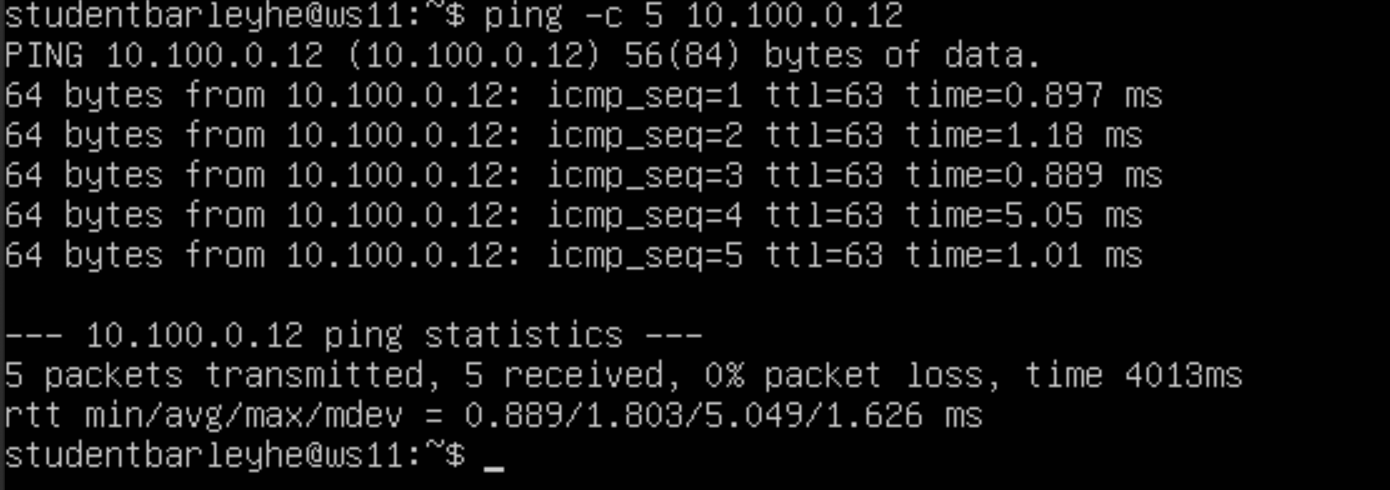 studentbarleyhe@ws11:~$ ping -c 5 10.100.0.12
PING 10.100.0.12 (10.100.0.12) 56(84) bytes of data.
64 bytes from 10.100.0.12: icmp_seq=1 ttl=63 time=0.897 ms
64 bytes from 10.100.0.12: icmp_seq=2 ttl=63 time=1.18 ms
64 bytes from 10.100.0.12: icmp_seq=3 ttl=63 time=0.889 ms
64 bytes from 10.100.0.12: icmp_seq=4 ttl=63 time=5.05 ms
64 bytes from 10.100.0.12: icmp_seq=5 ttl=63 time=1.01 ms
--- 10.100.0.12 ping statistics ---
5 packets transmitted, 5 received, 0% packet loss, time 4013ms
rtt min/avg/max/mdev = 0.889/1.803/5.049/1.626 ms
studentbarleyhe@ws11:~$ _